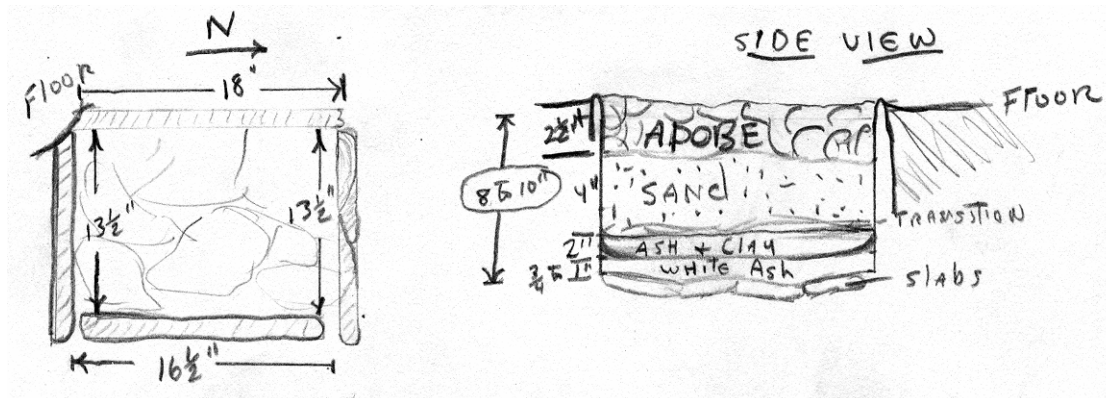 N
FLOOR
18"
13½"
13½"
16½"
SIDE VIEW
FLOOR
2½"
ADOBE
8 TO 10"
4"
SAND
TRANSITION
2"
ASH + CLAY
¾ TO 1"
WHITE ASH
SLABS